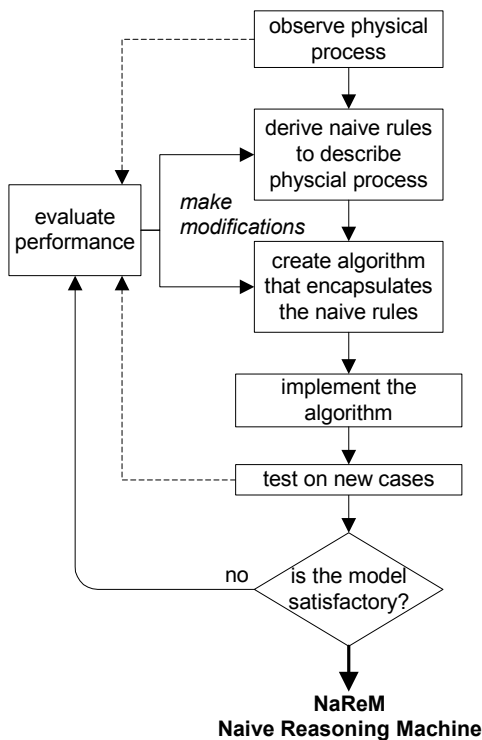 observe physical
process
derive naive rules
to describe
physcial process
make
modifications
evaluate
performance
create algorithm
that encapsulates
the naive rules
implement the
algorithm
test on new cases
no
is the model
satisfactory?
NaReM
Naive Reasoning Machine